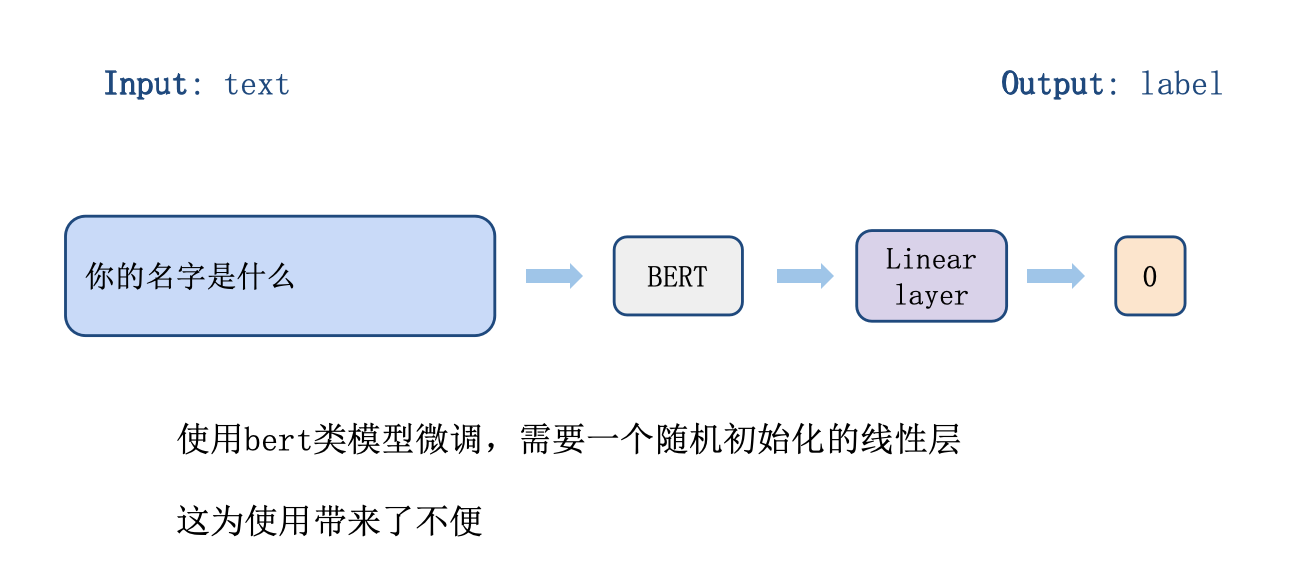 Input: text
Output: label
你的名字是什么
BERT
Linear
layer
0
使用bert类模型微调，需要一个随机初始化的线性层
这为使用带来了不便